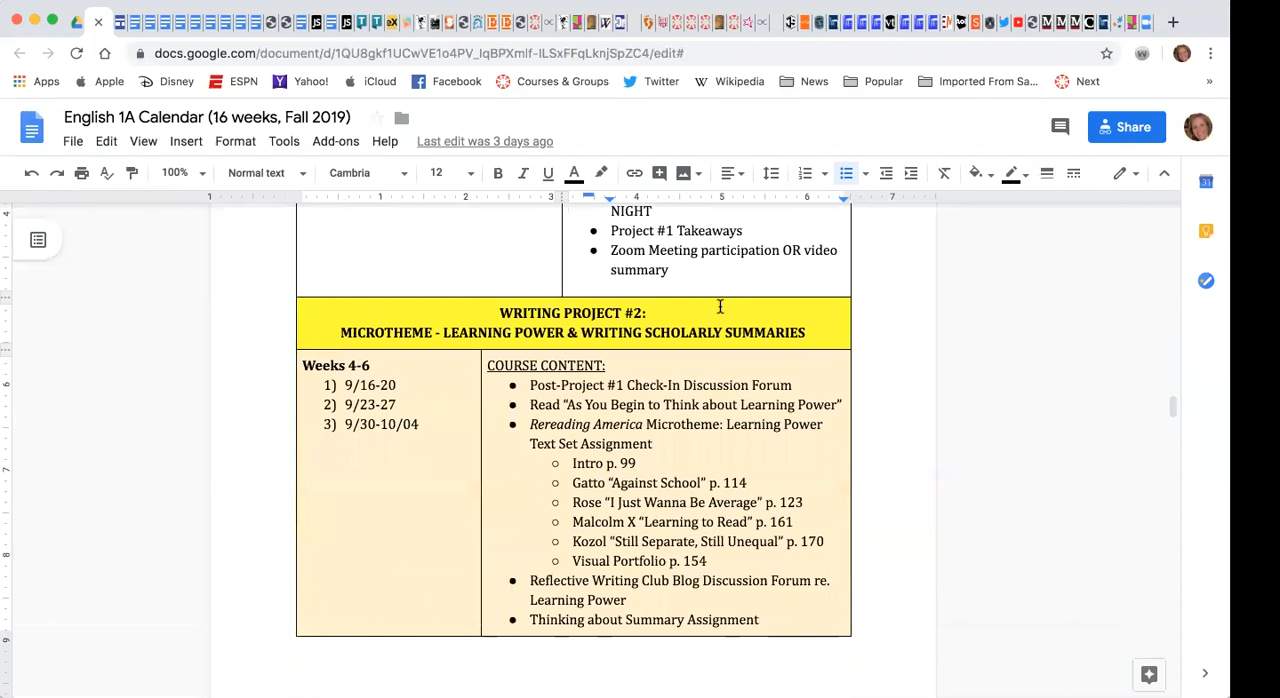 docs.google.com/document/d/1QU8gkf1UCwVE1o4PV_IqBPXmlf-ILSxFFqLknjSpZC4/edit#
Apps Apple Disney ESPN Yahoo! iCloud Facebook Courses & Groups Twitter Wikipedia News Popular Imported From Sa... Next »
English 1A Calendar (16 weeks, Fall 2019)
Share
File Edit View Insert Format Tools Add-ons Help Last edit was 3 days ago
100% Normal text Cambria 12 B I U A
1 1 2 3 4 5 6 7
NIGHT
● Project #1 Takeaways
● Zoom Meeting participation OR video
summary
WRITING PROJECT #2:
MICROTHEME - LEARNING POWER & WRITING SCHOLARLY SUMMARIES
Weeks 4-6
1) 9/16-20
2) 9/23-27
3) 9/30-10/04
COURSE CONTENT:
● Post-Project #1 Check-In Discussion Forum
● Read “As You Begin to Think about Learning Power”
● Rereading America Microtheme: Learning Power
Text Set Assignment
○ Intro p. 99
○ Gatto “Against School” p. 114
○ Rose “I Just Wanna Be Average” p. 123
○ Malcolm X “Learning to Read” p. 161
○ Kozol “Still Separate, Still Unequal” p. 170
○ Visual Portfolio p. 154
● Reflective Writing Club Blog Discussion Forum re.
Learning Power
● Thinking about Summary Assignment